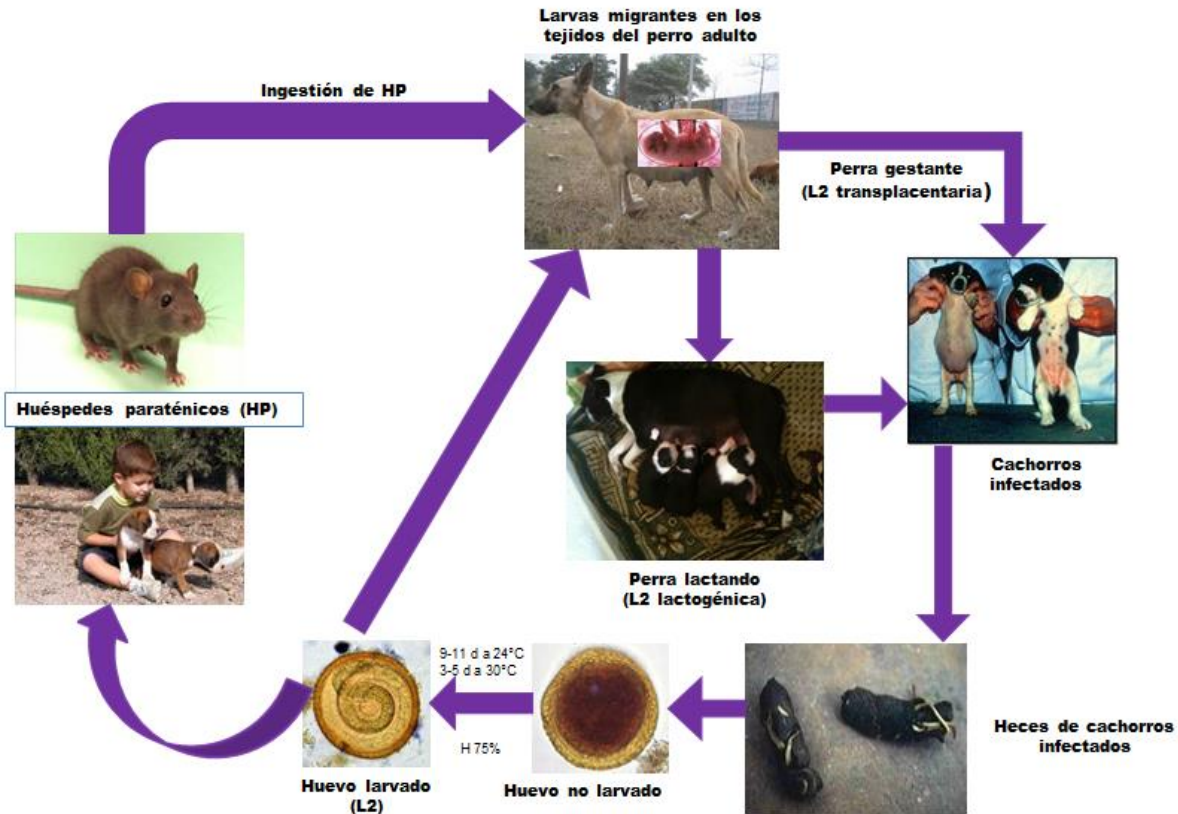 Larvas migrantes en los
tejidos del perro adulto
Ingestión de HP
Perra gestante
(L2 transplacentaria)
Huéspedes paraténicos (HP)
Cachorros
infectados
Perra lactando
(L2 lactogénica)
9-11 d a 24°C
3-5 d a 30°C
H 75%
Huevo larvado
(L2)
Huevo no larvado
Heces de cachorros
infectados